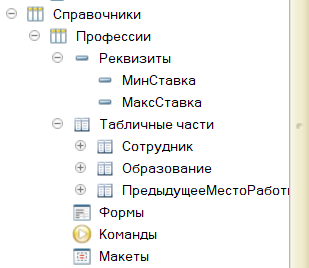 Справочники
Профессии
Реквизиты
МинСтавка
МаксСтавка
Табличные части
Сотрудник
Образование
ПредыдущееМестоРаботы
Формы
Команды
Макеты